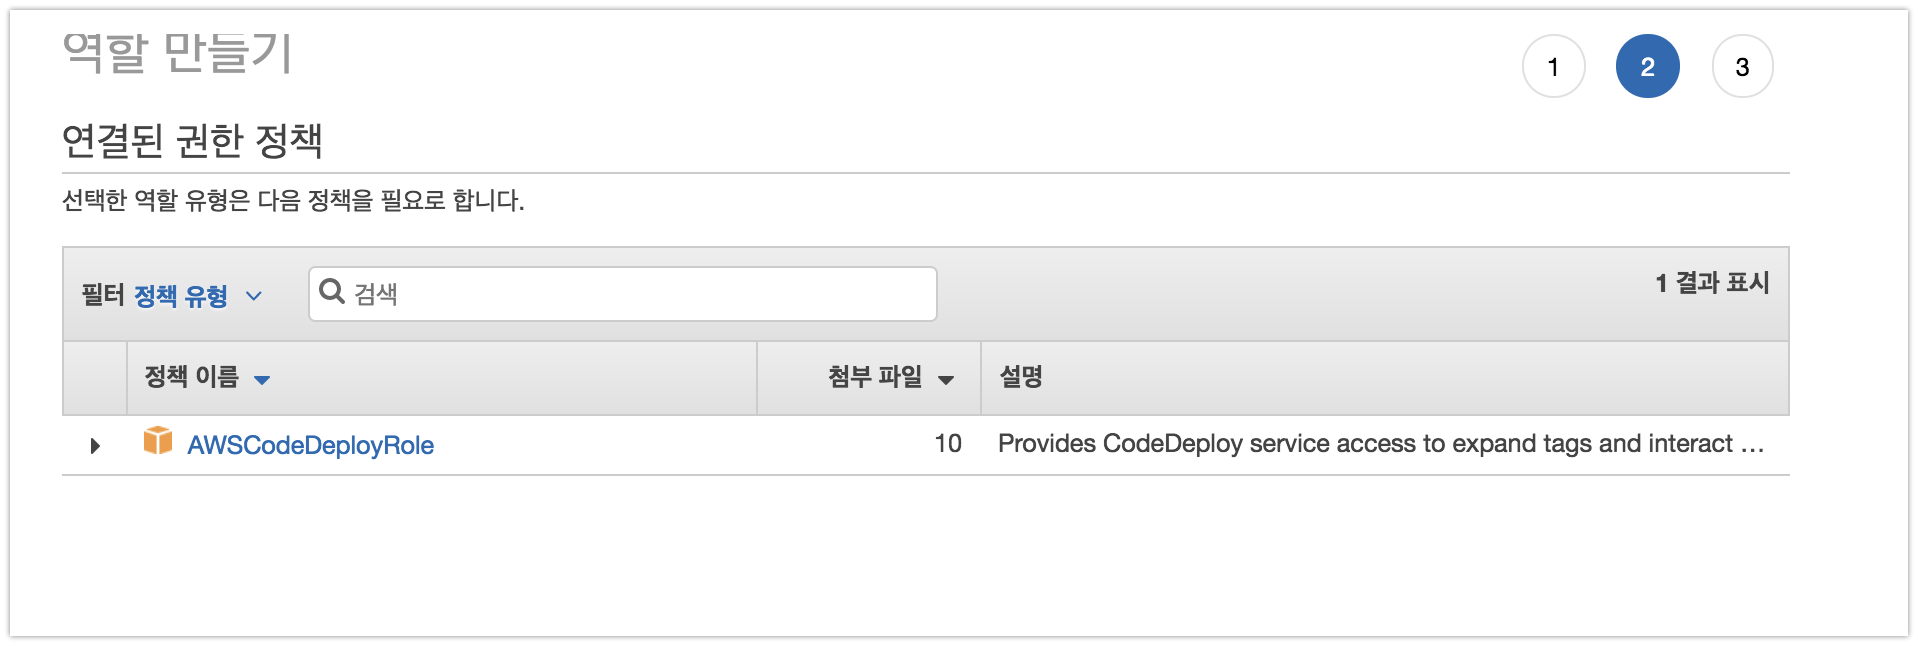 역할 만들기
1 2 3
연결된 권한 정책
선택한 역할 유형은 다음 정책을 필요로 합니다.
필터 정책 유형 검색 1 결과 표시
정책 이름 첨부 파일 설명
AWSCodeDeployRole 10 Provides CodeDeploy service access to expand tags and interact ...